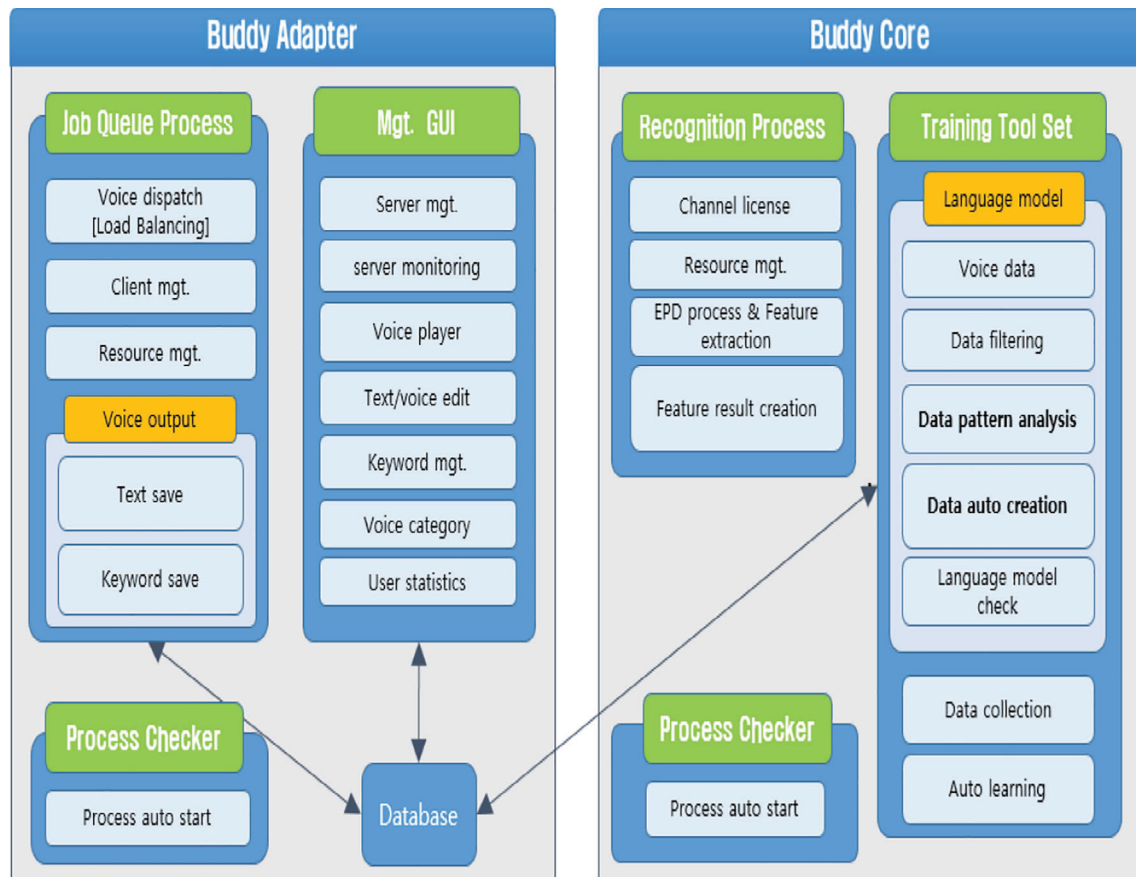 Buddy Adapter
Job Queue Process
Voice dispatch
[Load Balancing]
Client mgt.
Resource mgt.
Voice output
Text save
Keyword save
Mgt. GUI
Server mgt.
server monitoring
Voice player
Text/voice edit
Keyword mgt.
Voice category
User statistics
Process Checker
Process auto start
Database
Buddy Core
Recognition Process
Channel license
Resource mgt.
EPD process & Feature
extraction
Feature result creation
Training Tool Set
Language model
Voice data
Data filtering
Data pattern analysis
Data auto creation
Language model
check
Data collection
Auto learning
Process Checker
Process auto start